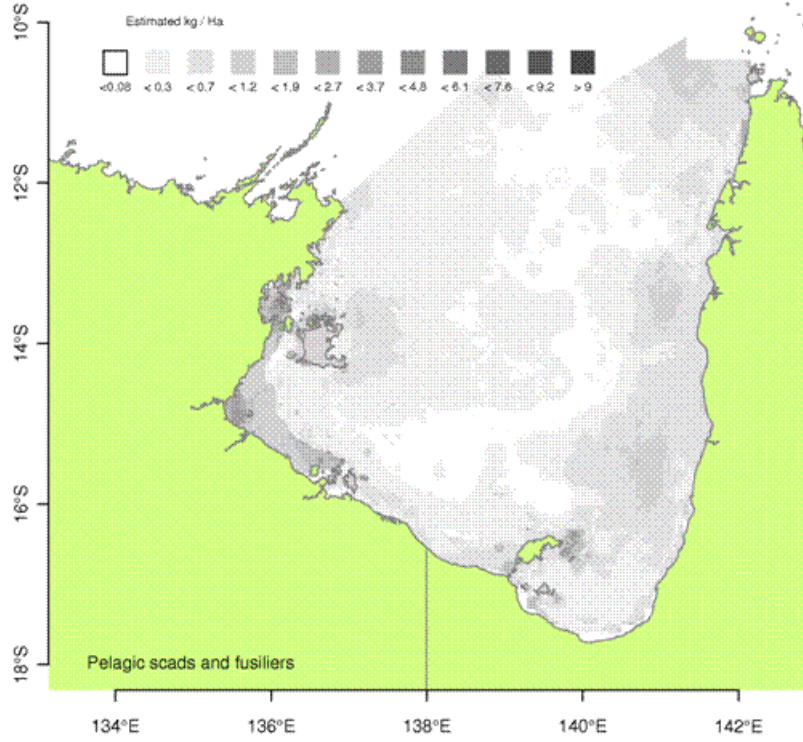 10°S
Estimated kg / Ha
<0.08 < 0.3 < 0.7 < 1.2 < 1.9 < 2.7 < 3.7 < 4.8 < 6.1 < 7.6 < 9.2 > 9
12°S
14°S
16°S
18°S
Pelagic scads and fusiliers
134°E 136°E 138°E 140°E 142°E